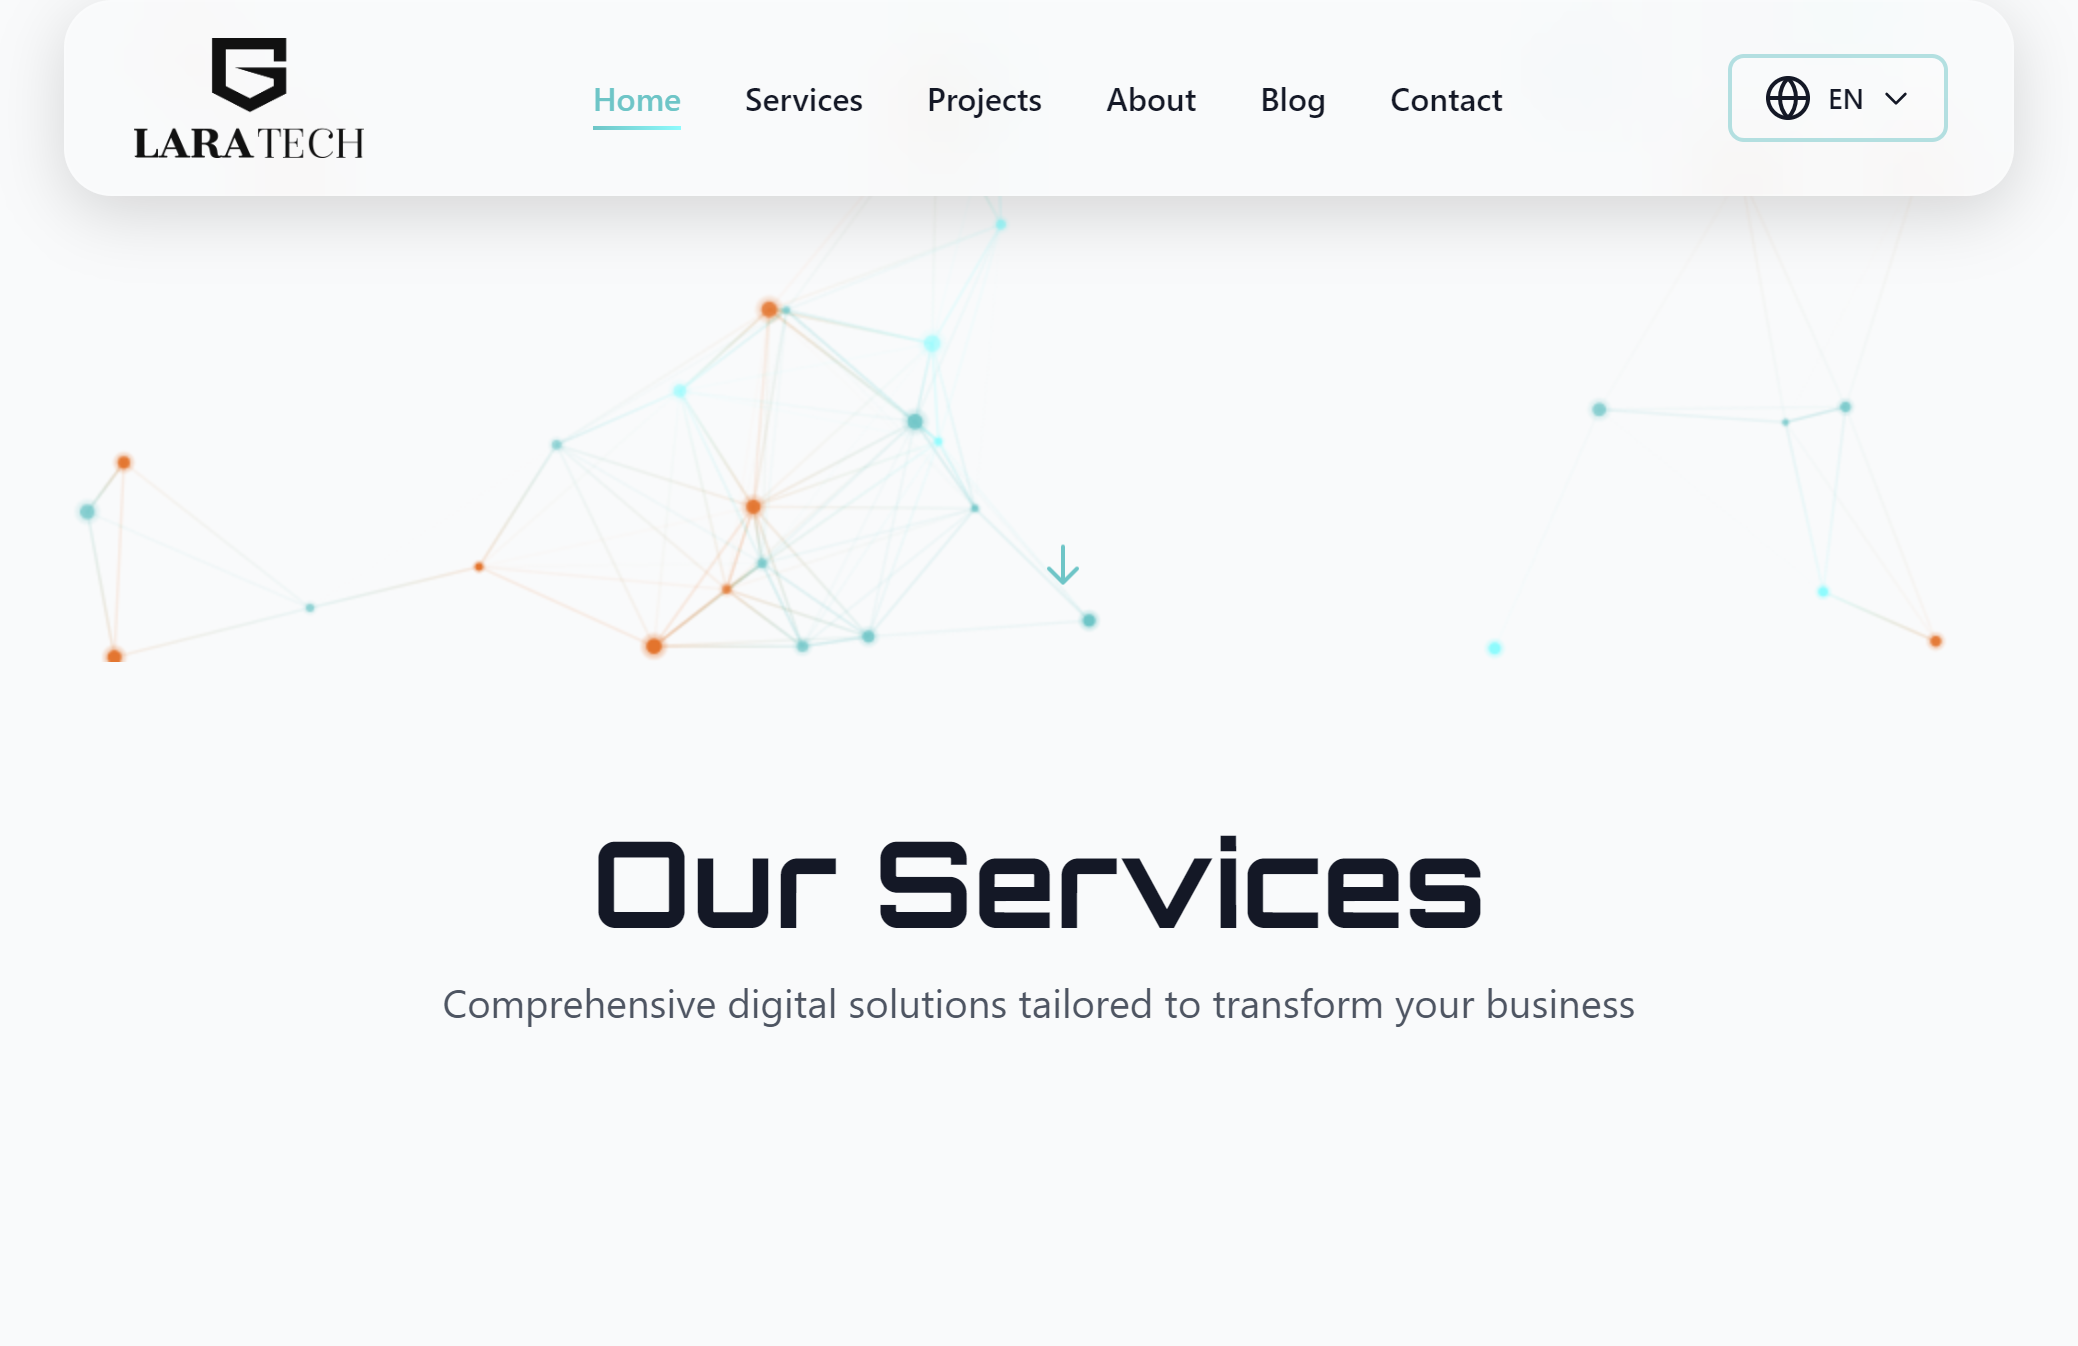 LARATECH
Home Services Projects About Blog Contact
EN
Our Services
Comprehensive digital solutions tailored to transform your business